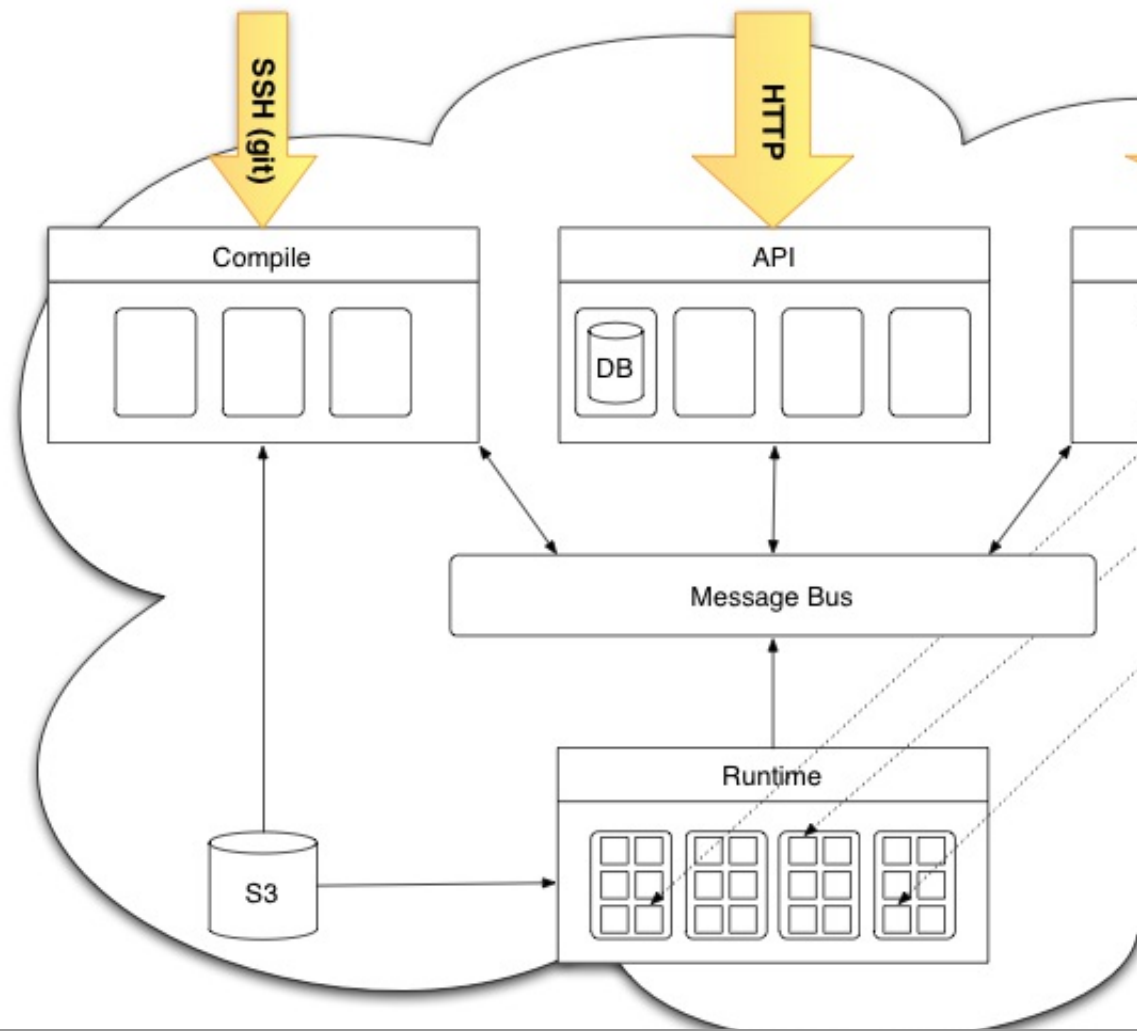 SSH (git)
HTTP
Compile
API
DB
Message Bus
Runtime
S3